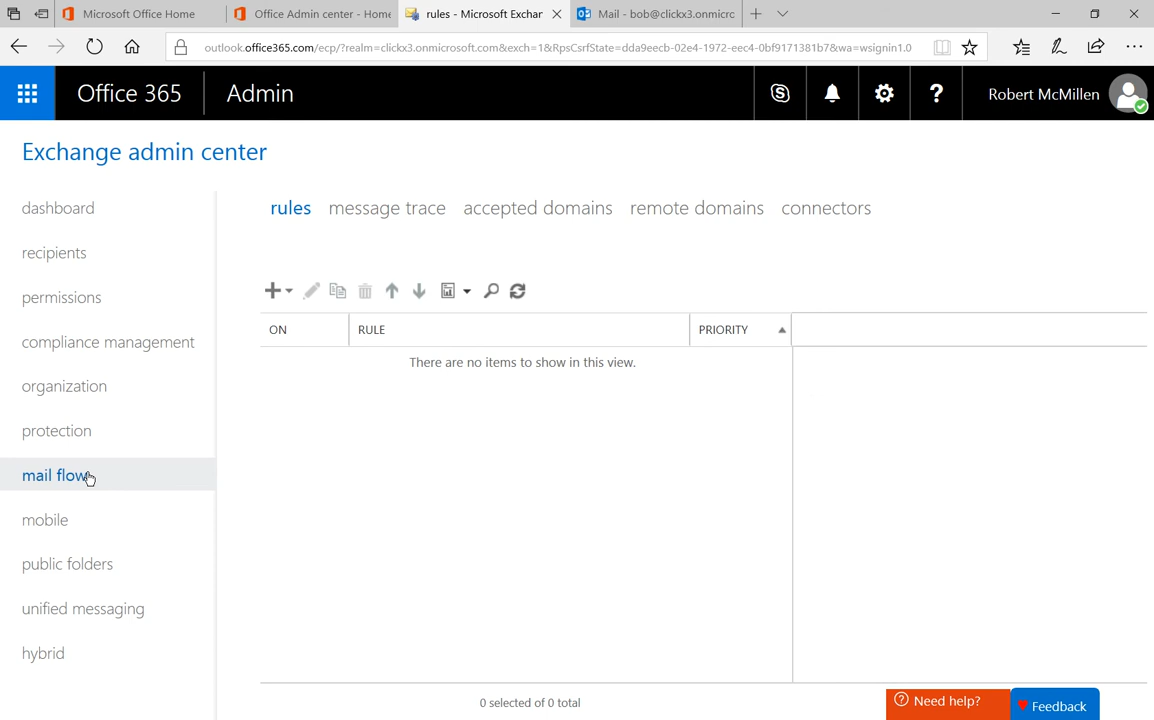 Microsoft Office Home
Office Admin center - Home
rules - Microsoft Exchan
Mail - bob@clickx3.onmicrc
outlook.office365.com/ecp/?realm=clickx3.onmicrosoft.com&exch=1&RpsCsrfState=dda9eecb-02e4-1972-eec4-0bf9171381b7&wa=wsignin1.0
Office 365
Admin
Robert McMillen
Exchange admin center
dashboard
recipients
permissions
compliance management
organization
protection
mail flow
mobile
public folders
unified messaging
hybrid
rules message trace accepted domains remote domains connectors
ON RULE PRIORITY
There are no items to show in this view.
0 selected of 0 total
Need help?
Feedback